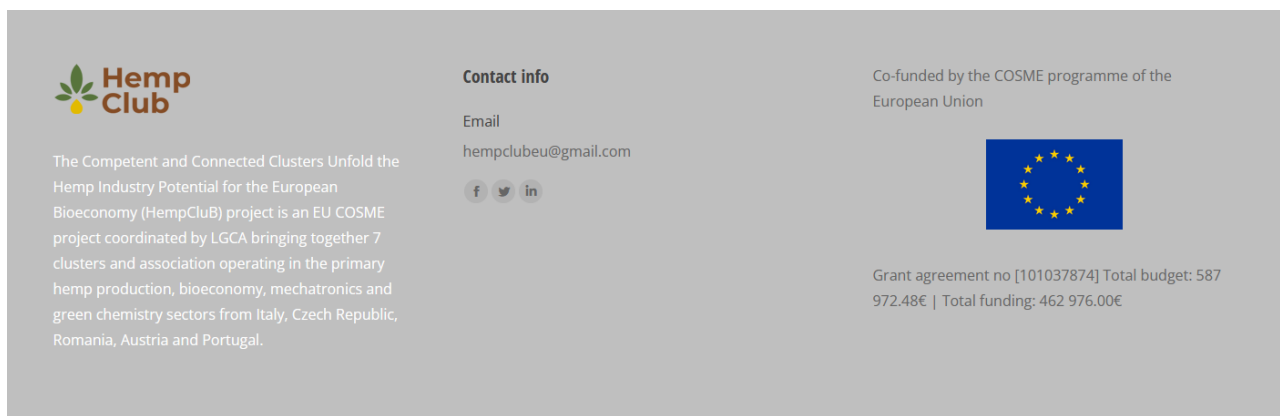 Hemp
Club
The Competent and Connected Clusters Unfold the
Hemp Industry Potential for the European
Bioeconomy (HempCluB) project is an EU COSME
project coordinated by LGCA bringing together 7
clusters and association operating in the primary
hemp production, bioeconomy, mechatronics and
green chemistry sectors from Italy, Czech Republic,
Romania, Austria and Portugal.
Contact info
Email
hempclubeu@gmail.com
f
in
Co-funded by the COSME programme of the
European Union
Grant agreement no [101037874] Total budget: 587
972.48€ | Total funding: 462 976.00€